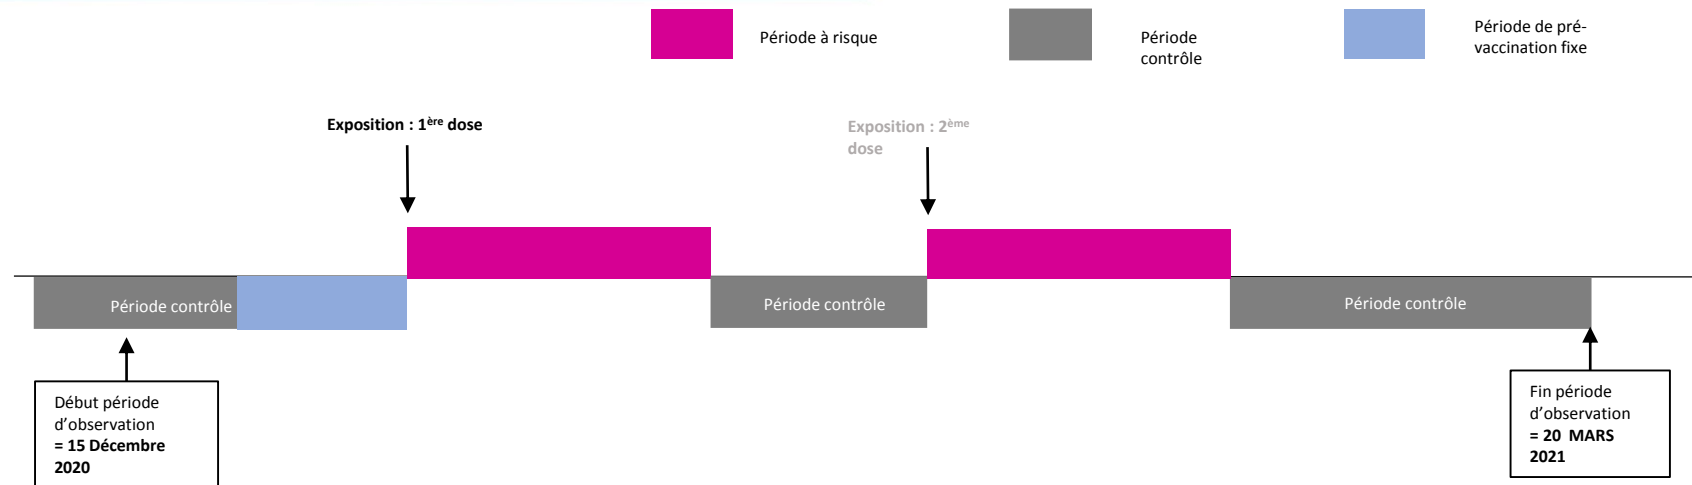 Période à risque
Période
contrôle
Période de pré-
vaccination fixe
Exposition : 1ère dose
Exposition : 2ème
dose
Période contrôle
Période contrôle
Période contrôle
Début période
d’observation
= 15 Décembre
2020
Fin période
d’observation
= 20 MARS
2021